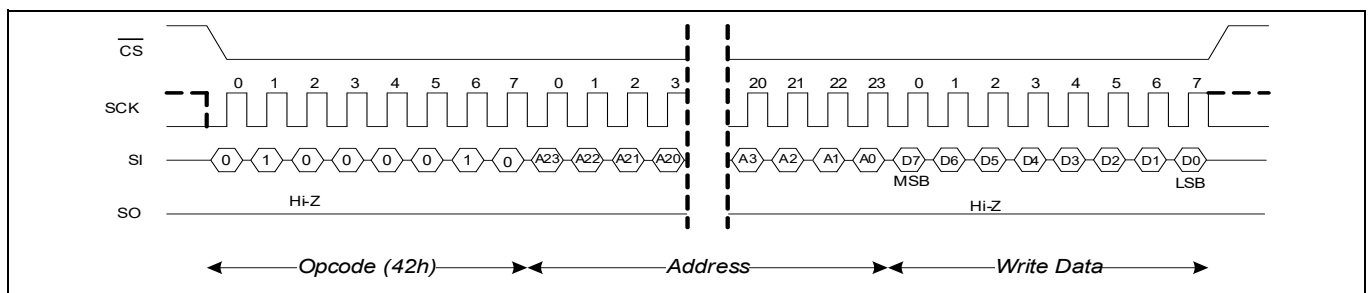 CS
0 1 2 3 4 5 6 7 0 1 2 3 20 21 22 23 0 1 2 3 4 5 6 7
SCK
SI 0 1 0 0 0 0 1 0 A23 A22 A21 A20 A3 A2 A1 A0 D7 D6 D5 D4 D3 D2 D1 D0
MSB LSB
Hi-Z Hi-Z
SO
Opcode (42h) Address Write Data